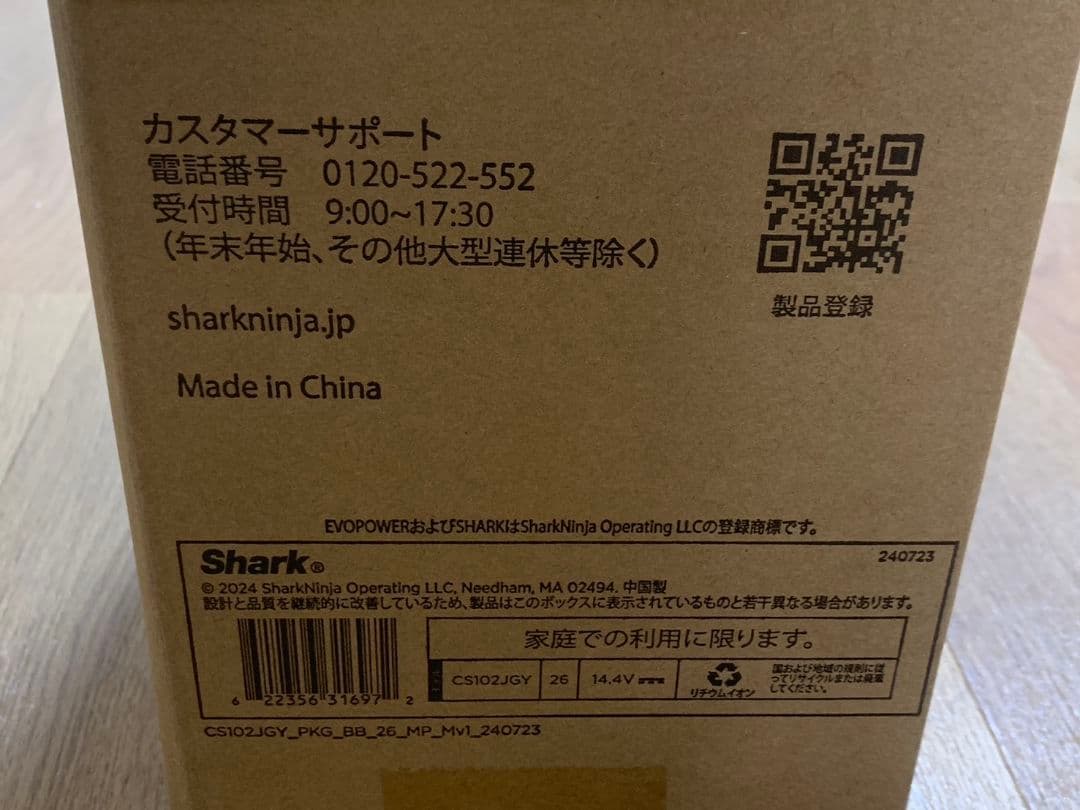 カスタマーサポート
電話番号 0120-522-552
受付時間 9:00~17:30
(年末年始、その他大型連休等除く)
製品登録
sharkninja.jp
Made in China
EVOPOWERおよびSHARKはSharkNinja Operating LLCの登録商標です。
Shark®
240723
© 2024 SharkNinja Operating LLC, Needham, MA 02494. 中国製
設計と品質を継続的に改善しているため、製品はこのボックスに表示されているものと若干異なる場合があります。
家庭での利用に限ります。
CS102JGY 26 14.4V
リチウムイオン
国および地域の規則に従
ってリサイクルまたは廃棄
してください。
6 22356 31697 2
CS102JGY_PKG_BB_26_MP_Mv1_240723